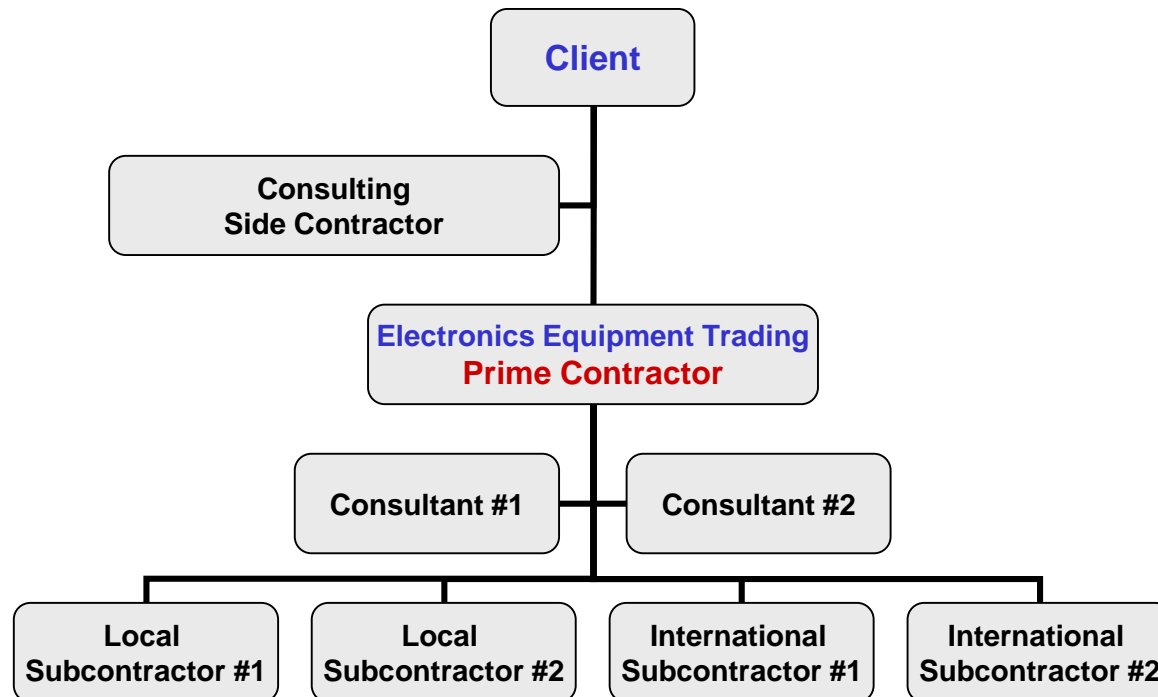 Client
Consulting
Side Contractor
Electronics Equipment Trading
Prime Contractor
Consultant #1
Consultant #2
Local
Subcontractor #1
Local
Subcontractor #2
International
Subcontractor #1
International
Subcontractor #2